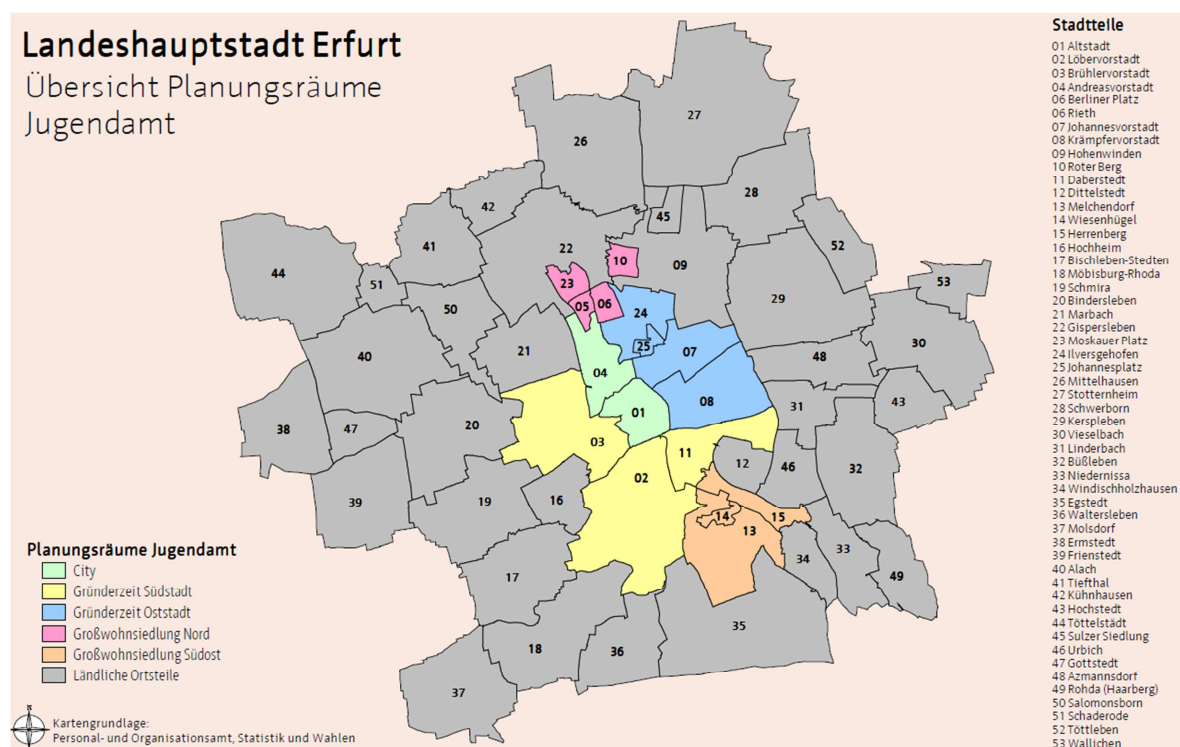 Landeshauptstadt Erfurt
Übersicht Planungsräume
Jugendamt
Stadtteile
01 Altstadt
02 Löbervorstadt
03 Brühlervorstadt
04 Andreasvorstadt
06 Berliner Platz
06 Rieth
07 Johannesvorstadt
08 Krämpfervorstadt
09 Hohenwinden
10 Roter Berg
11 Daberstedt
12 Dittelstedt
13 Melchendorf
14 Wiesenhügel
15 Herrenberg
16 Hochheim
17 Bischleben-Stedten
18 Möbisburg-Rhoda
19 Schmira
20 Bindersleben
21 Marbach
22 Gispersleben
23 Moskauer Platz
24 Ilversgehofen
25 Johannesplatz
26 Mittelhausen
27 Stotternheim
28 Schwerborn
29 Kerspleben
30 Vieselbach
31 Linderbach
32 Büßleben
33 Niedernissa
34 Windischholzhausen
35 Egstedt
36 Waltersleben
37 Molsdorf
38 Ermstedt
39 Frienstedt
40 Alach
41 Tiefthal
42 Kühnhausen
43 Hochstedt
44 Töttelstädt
45 Sulzer Siedlung
46 Urbich
47 Gottstedt
48 Azmannsdorf
49 Rohda (Haarberg)
50 Salomonsborn
51 Schaderode
52 Töttleben
53 Wallichen
27
26
28
42
45
41
22
52
44
10
09
51
23
53
29
05
06
50
24
30
25
21
07
40
48
04
43
08
31
01
38
47
20
03
11
12
46
32
02
39
19
16
14
15
13
33
34
17
49
35
18
36
37
Planungsräume Jugendamt
City
Gründerzeit Südstadt
Gründerzeit Oststadt
Großwohnsiedlung Nord
Großwohnsiedlung Südost
Ländliche Ortsteile
N
Kartengrundlage:
Personal- und Organisationsamt, Statistik und Wahlen